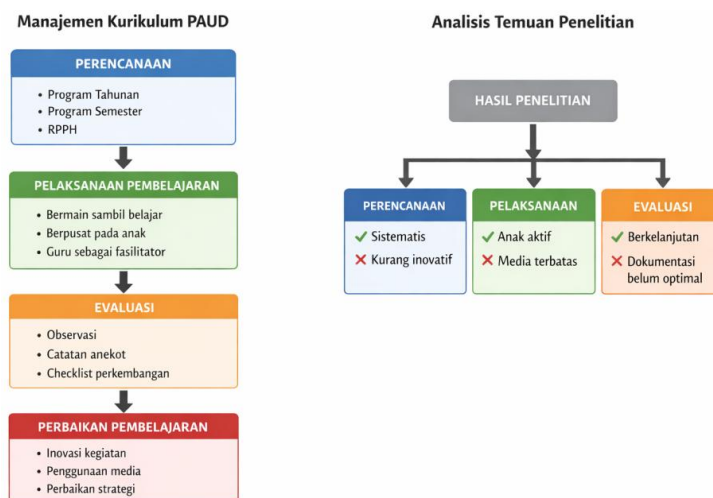 Manajemen Kurikulum PAUD
PERENCANAAN
• Program Tahunan
• Program Semester
• RPPH
PELAKSANAAN PEMBELAJARAN
• Bermain sambil belajar
• Berpusat pada anak
• Guru sebagai fasilitator
EVALUASI
• Observasi
• Catatan anekot
• Checklist perkembangan
PERBAIKAN PEMBELAJARAN
• Inovasi kegiatan
• Penggunaan media
• Perbaikan strategi
Analisis Temuan Penelitian
HASIL PENELITIAN
PERENCANAAN
✓ Sistematis
✗ Kurang inovatif
PELAKSANAAN
✓ Anak aktif
✗ Media terbatas
EVALUASI
✓ Berkelanjutan
✗ Dokumentasi
belum optimal